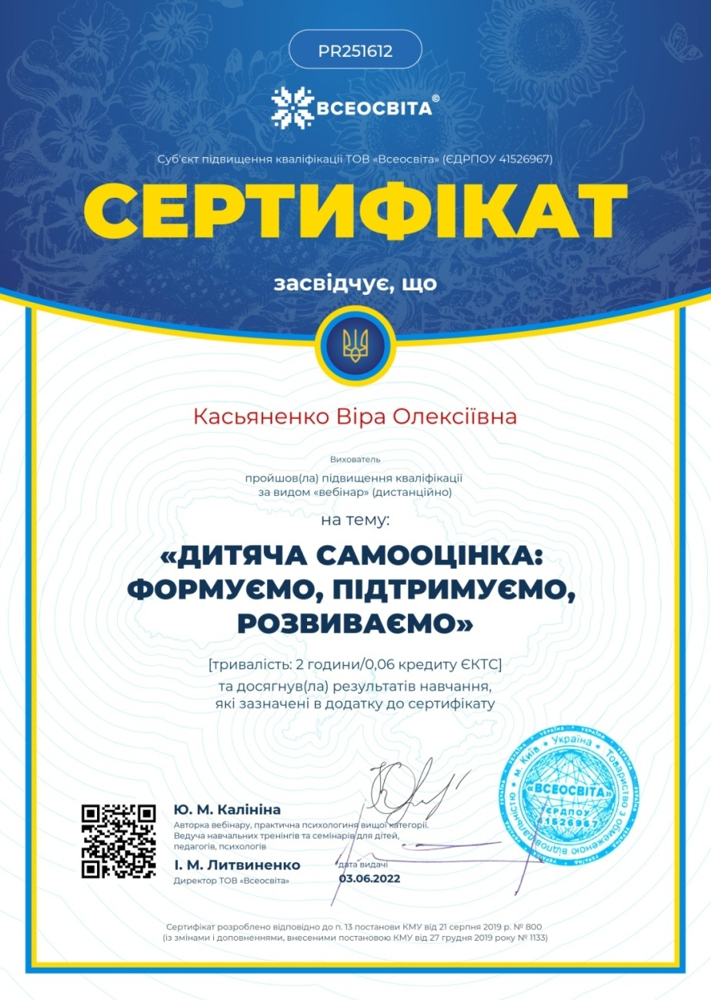 PR251612
ВСЕОСВІТА©
Суб'єкт підвищення кваліфікації ТОВ «Всеосвіта» (ЄДРПОУ 41526967)
СЕРТИФІКАТ
засвідчує, що
Касьяненко Віра Олексіївна
Вихователь
пройшов(ла) підвищення кваліфікації
за видом «вебінар» (дистанційно)
на тему:
«ДИТЯЧА САМООЦІНКА:
ФОРМУЄМО, ПІДТРИМУЄМО,
РОЗВИВАЄМО»
[тривалість: 2 години/0,06 кредиту ЄКТС]
та досягнув(ла) результатів навчання,
які зазначені в додатку до сертифікату
Ю. М. Калініна
Авторка вебінару, практична психологиня вищої категорії.
Ведуча навчальних тренінгів та семінарів для дітей,
педагогів, психологів
І. М. Литвиненко
Директор ТОВ «Всеосвіта»
дата видачі
03.06.2022
м. Київ • Україна • Товариство з обмеженою відповідальністю
«ВСЕОСВІТА»
ЄРДПОУ
41526967
Сертифікат розроблено відповідно до п. 13 постанови КМУ від 21 серпня 2019 р. № 800
(із змінами і доповненнями, внесеними постановою КМУ від 27 грудня 2019 року № 1133)